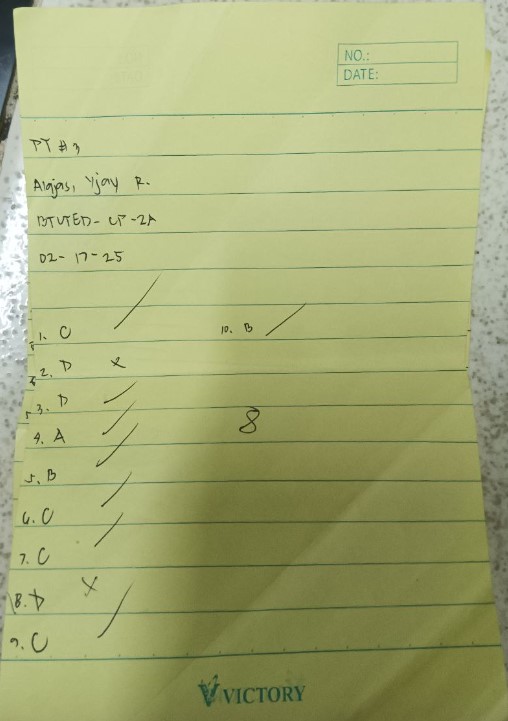 NO.:
DATE:
PT # 3
Alajas, Yjay R.
BTVTED - CP - 2A
02 - 17 - 25
1. C
10. B
2. D
3. D
4. A
5. B
8
6. C
7. C
8. D
9. C
VICTORY